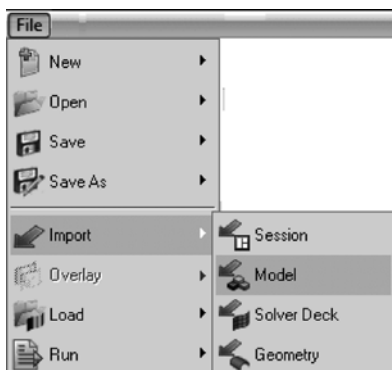 File
New
Open
Save
Save As
Import
Overlay
Load
Run
Session
Model
Solver Deck
Geometry